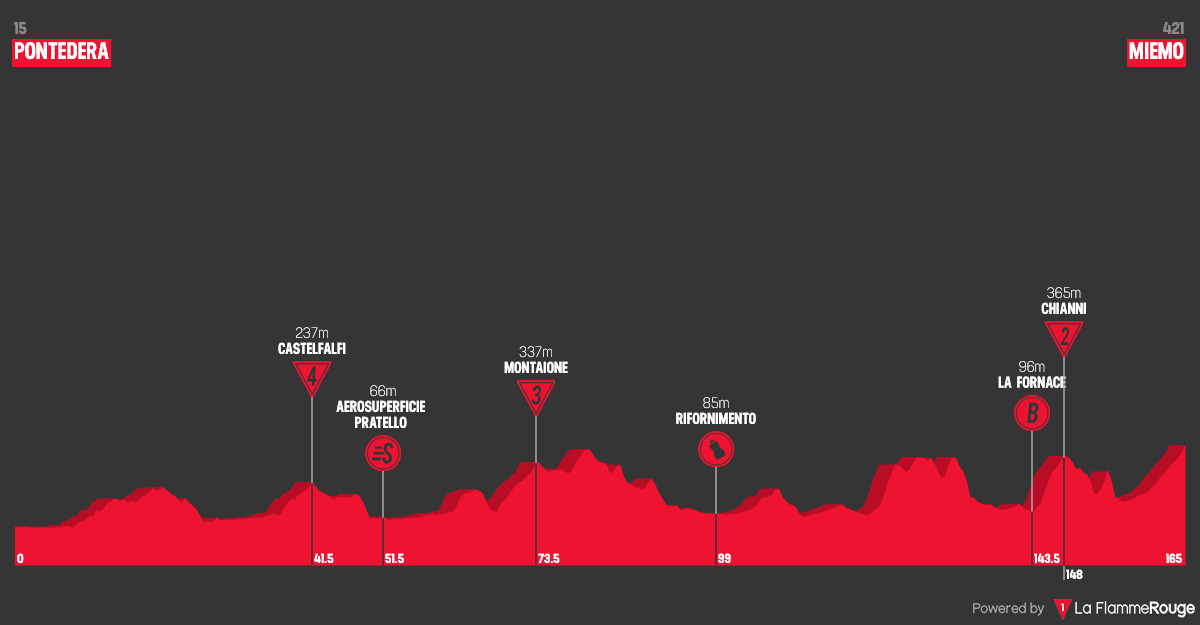 15
PONTEDERA
421
MIEMO
365m
CHIANNI
2
237m
CASTELFALFI
4
337m
MONTAIONE
3
96m
LA FORNACE
B
66m
AEROSUPERFICIE
PRATELLO
S
85m
RIFORNIMENTO
0
41.5
51.5
73.5
99
143.5
165
148
Powered by 1 La FlammeRouge